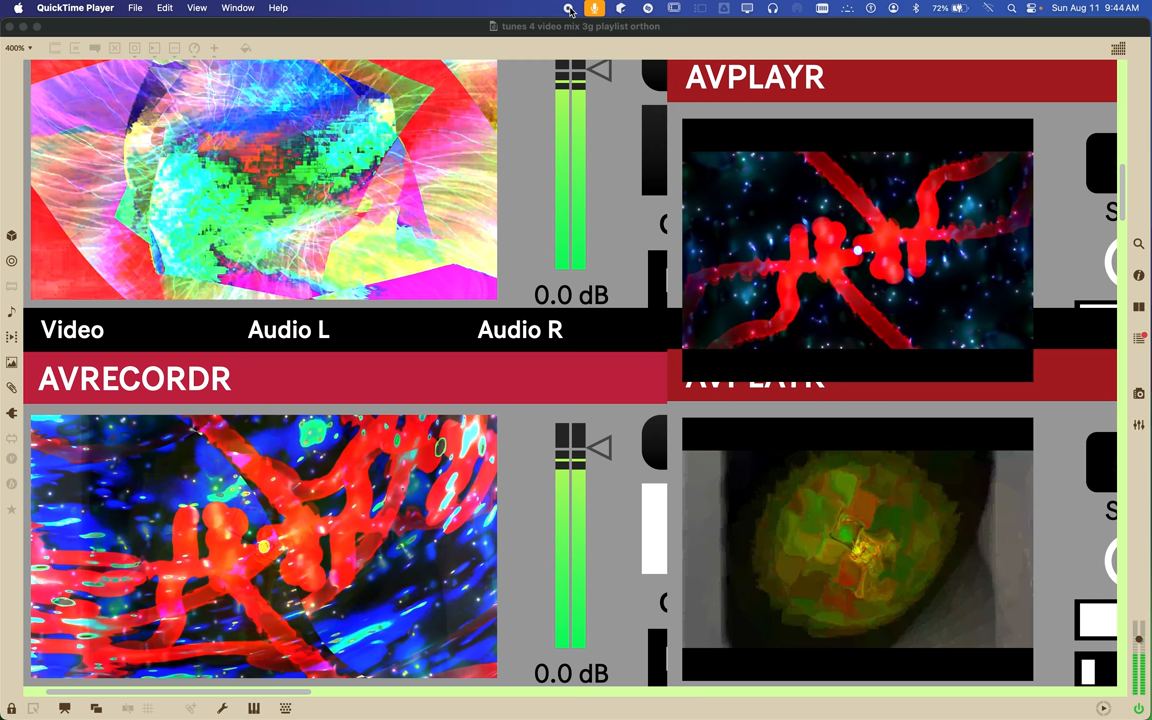 QuickTime Player File Edit View Window Help 72% Sun Aug 11 9:44 AM
tunes 4 video mix 3g playlist orthon
400%
AVPLAYR
0.0 dB
Video Audio L Audio R
AVRECORDR
0.0 dB